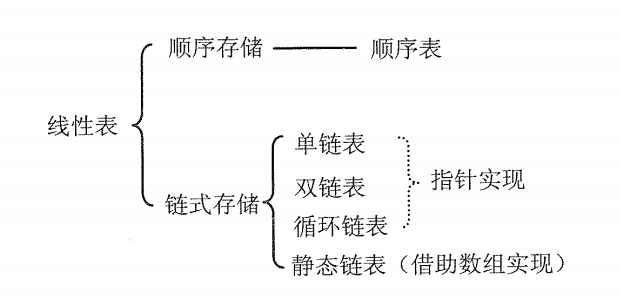 顺序存储 顺序表
线性表
单链表
双链表
指针实现
链式存储
循环链表
静态链表（借助数组实现）